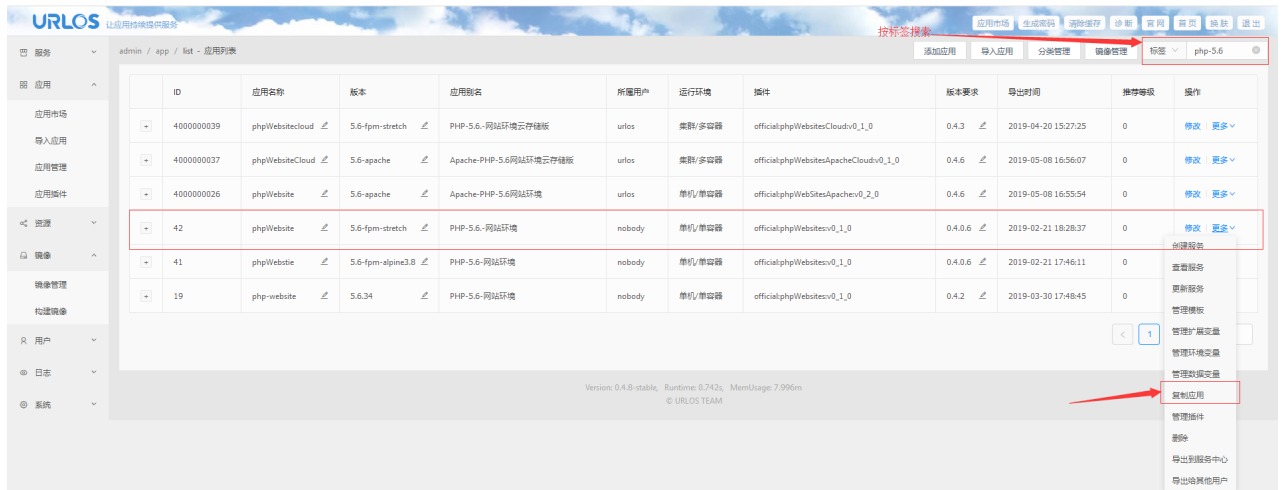 URLOS 让应用持续提供服务
应用市场 生成密码 清除缓存 诊断 官网 首页 换肤 退出
按标签搜索
服务
admin / app / list - 应用列表
添加应用 导入应用 分类管理 镜像管理 标签 php-5.6
应用
应用市场
导入应用
应用管理
应用插件
资源
镜像
镜像管理
构建镜像
用户
日志
系统
ID 应用名称 版本 应用别名 所属用户 运行环境 插件 版本要求 导出时间 推荐等级 操作
+ 4000000039 phpWebsitecloud 5.6-fpm-stretch PHP-5.6.-网站环境云存储版 urlos 集群/多容器 official:phpWebsitesCloud:v0_1_0 0.4.3 2019-04-20 15:27:25 0 修改 更多
+ 4000000037 phpWebsiteCloud 5.6-apache Apache-PHP-5.6网站环境云存储版 urlos 集群/多容器 official:phpWebsitesApacheCloud:v0_1_0 0.4.6 2019-05-08 16:56:07 0 修改 更多
+ 4000000026 phpWebsite 5.6-apache Apache-PHP-5.6网站环境 urlos 单机/单容器 official:phpWebSitesApache:v0_2_0 0.4.6 2019-05-08 16:55:54 0 修改 更多
+ 42 phpWebsite 5.6-fpm-stretch PHP-5.6.-网站环境 nobody 单机/单容器 official:phpWebsites:v0_1_0 0.4.0.6 2019-02-21 18:28:37 0 修改 更多
+ 41 phpWebstie 5.6-fpm-alpine3.8 PHP-5.6-网站环境 nobody 单机/单容器 official:phpWebsites:v0_1_0 0.4.0.6 2019-02-21 17:46:11 0
+ 19 php-website 5.6.34 PHP-5.6-网站环境 nobody 单机/单容器 official:phpWebsites:v0_1_0 0.4.2 2019-03-30 17:48:45 0
< 1
创建服务
查看服务
更新服务
管理模板
管理扩展变量
管理环境变量
管理数据变量
复制应用
管理插件
删除
导出到服务中心
导出给其他用户
Version: 0.4.8-stable, Runtime: 0.742s, MemUsage: 7.996m
© URLOS TEAM